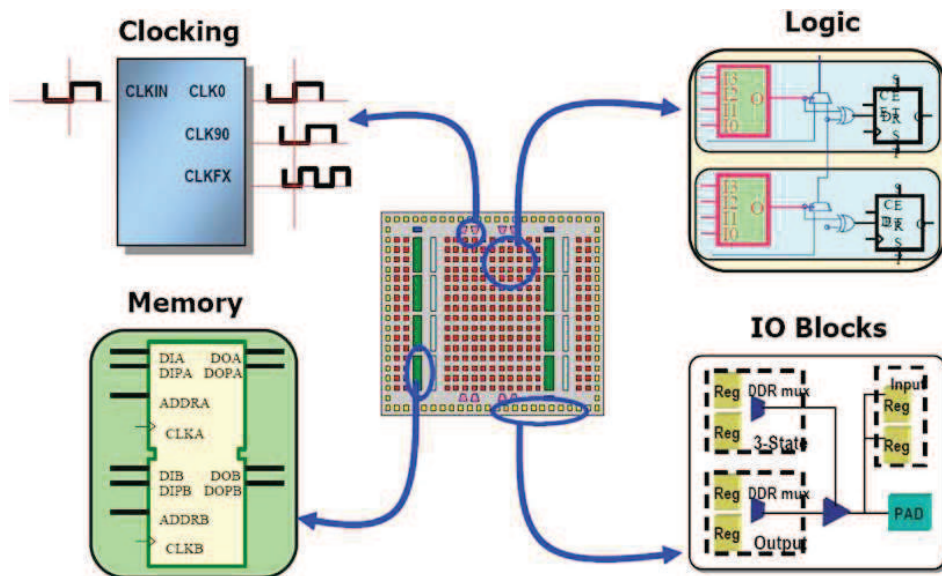 Clocking
CLKIN CLK0
CLK90
CLKFX
Logic
I3
I2
I1
I0
O
S
CE
DR
S
I3
I2
I1
I0
O
S
CE
R
S
Memory
DIA DOA
DIPA DOPA
ADDRA
CLKA
DIB DOB
DIPB DOPB
ADDRB
CLKB
IO Blocks
Reg DDR mux
Reg
3-State
Input
Reg
Reg
Reg DDR mux
Reg
Output
PAD